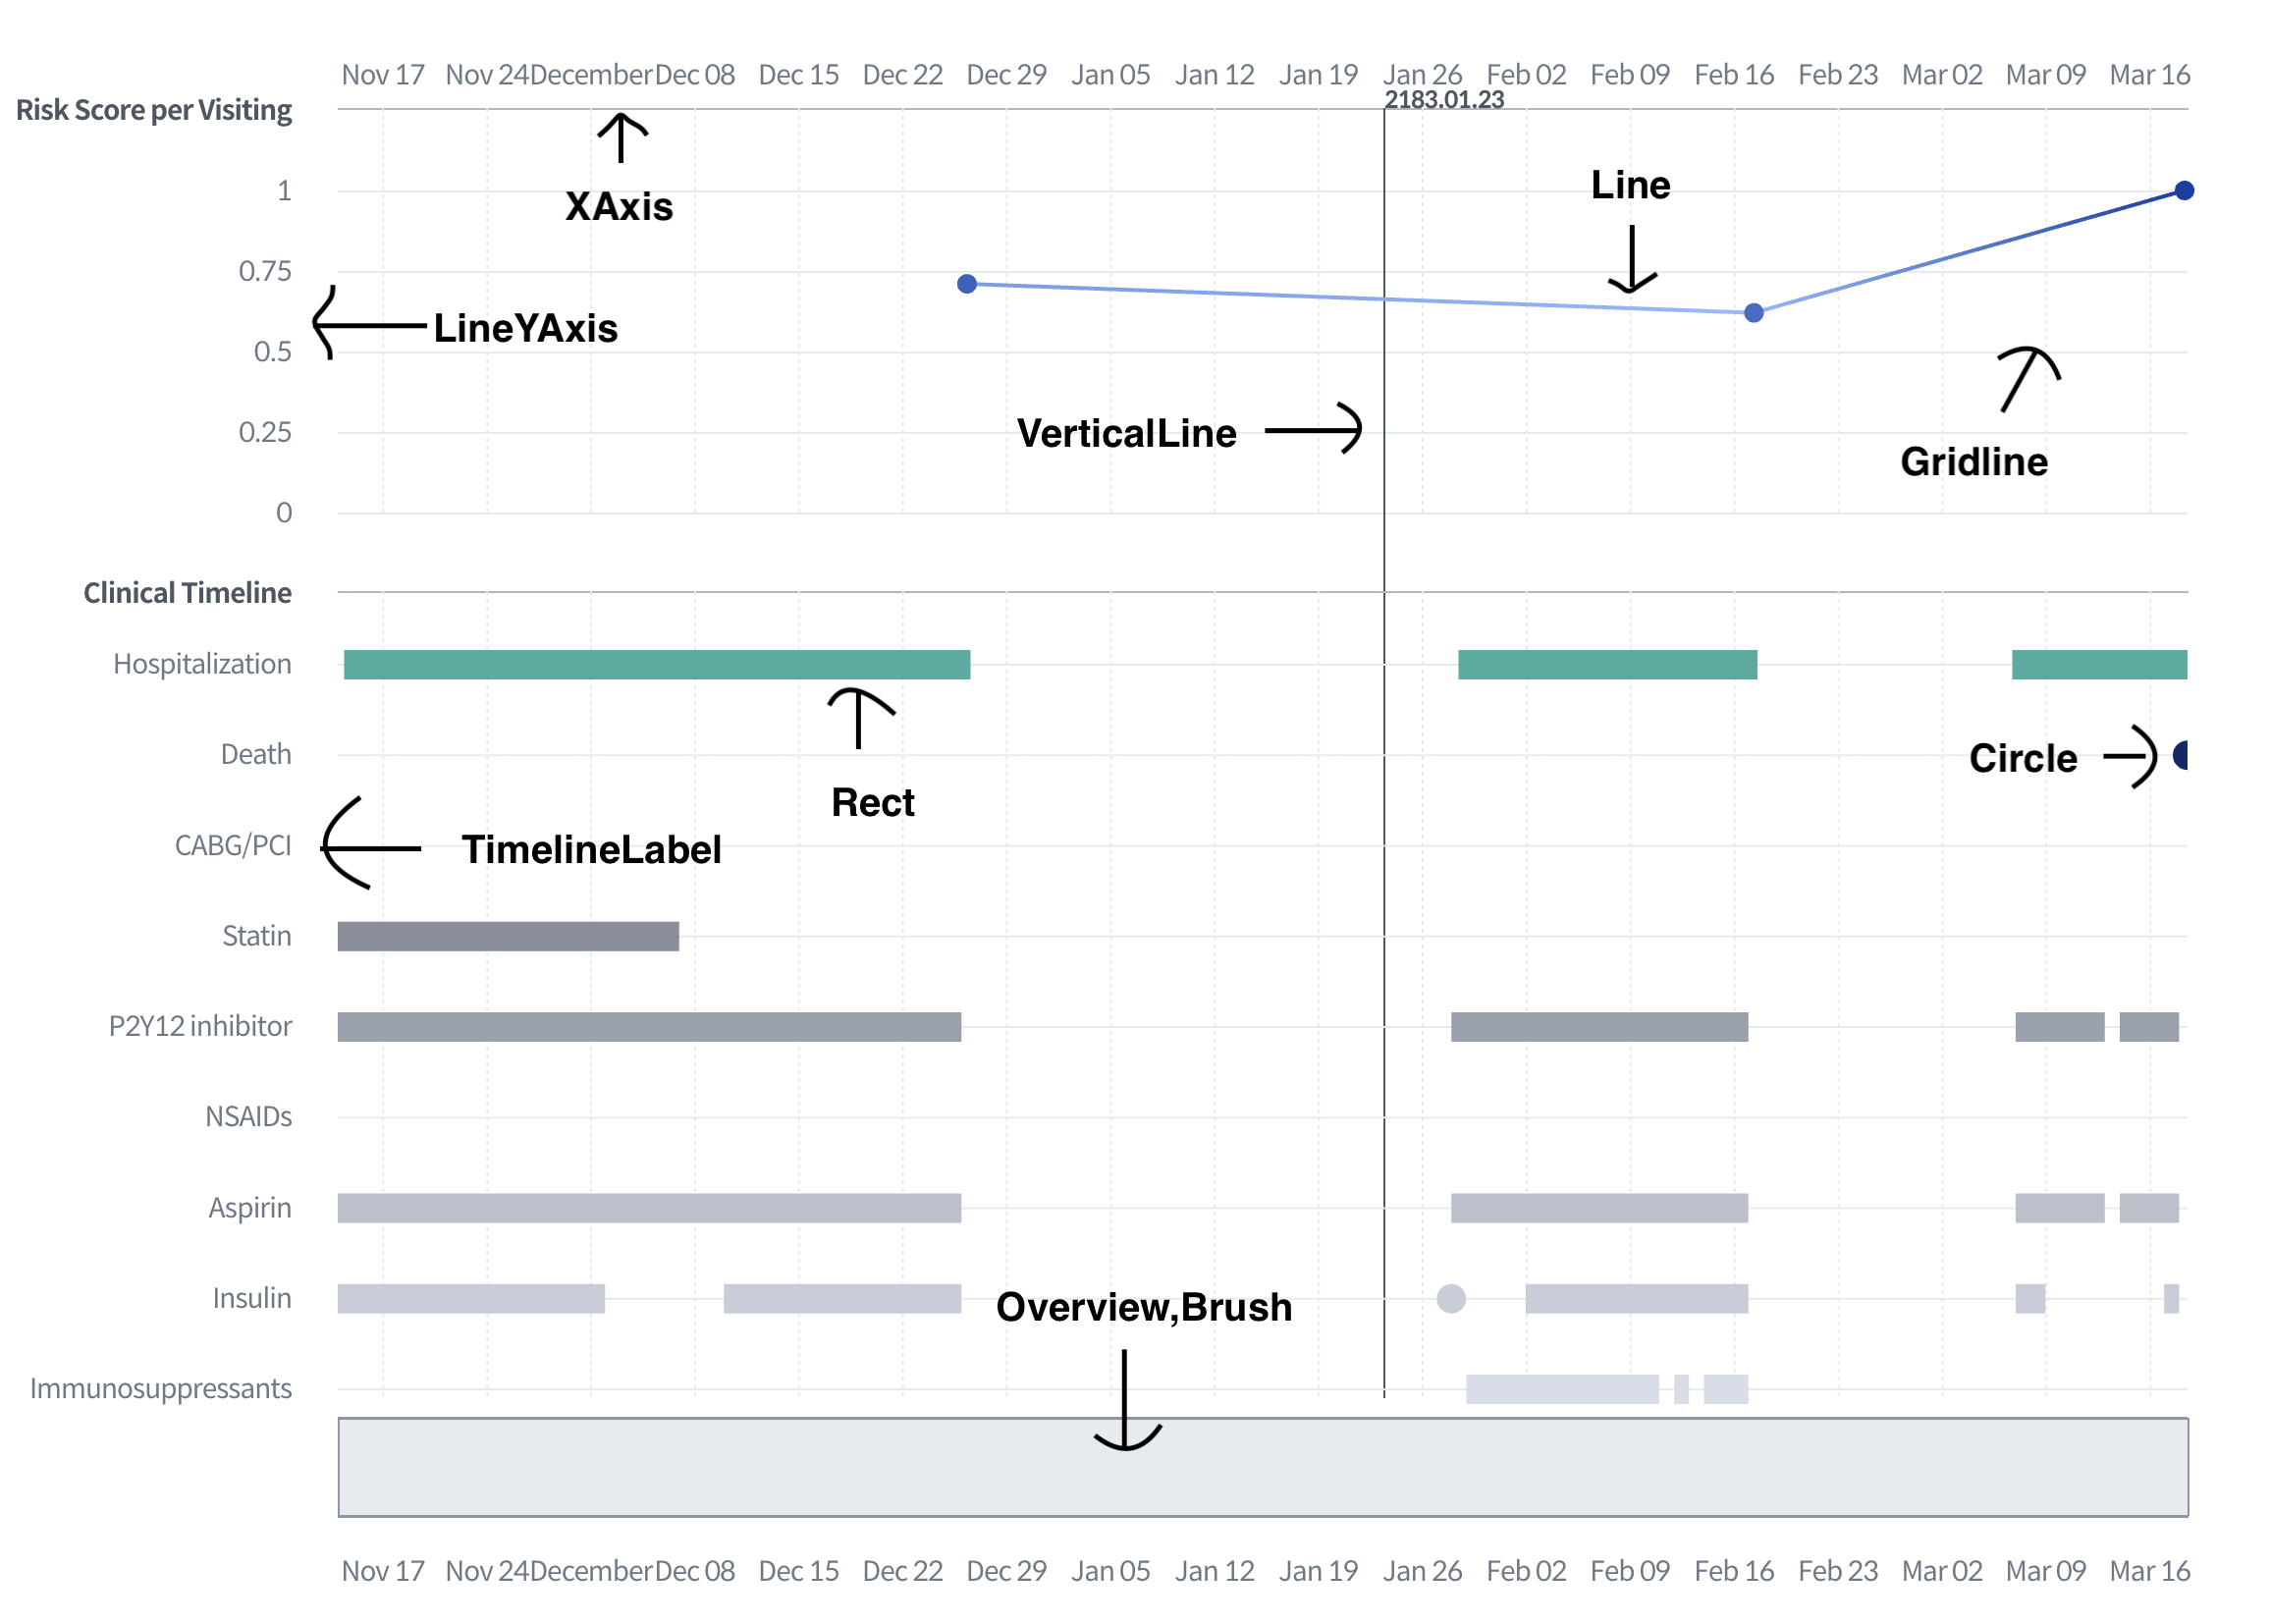 Nov 17 Nov 24 December Dec 08 Dec 15 Dec 22 Dec 29 Jan 05 Jan 12 Jan 19 Jan 26 Feb 02 Feb 09 Feb 16 Feb 23 Mar 02 Mar 09 Mar 16
2183.01.23
Risk Score per Visiting
1
Line
XAxis
0.75
LineYAxis
0.5
0.25
VerticalLine
Gridline
0
Clinical Timeline
Hospitalization
Death
Circle
Rect
CABG/PCI
TimelineLabel
Statin
P2Y12 inhibitor
NSAIDs
Aspirin
Insulin
Overview,Brush
Immunosuppressants
Nov 17 Nov 24 December Dec 08 Dec 15 Dec 22 Dec 29 Jan 05 Jan 12 Jan 19 Jan 26 Feb 02 Feb 09 Feb 16 Feb 23 Mar 02 Mar 09 Mar 16